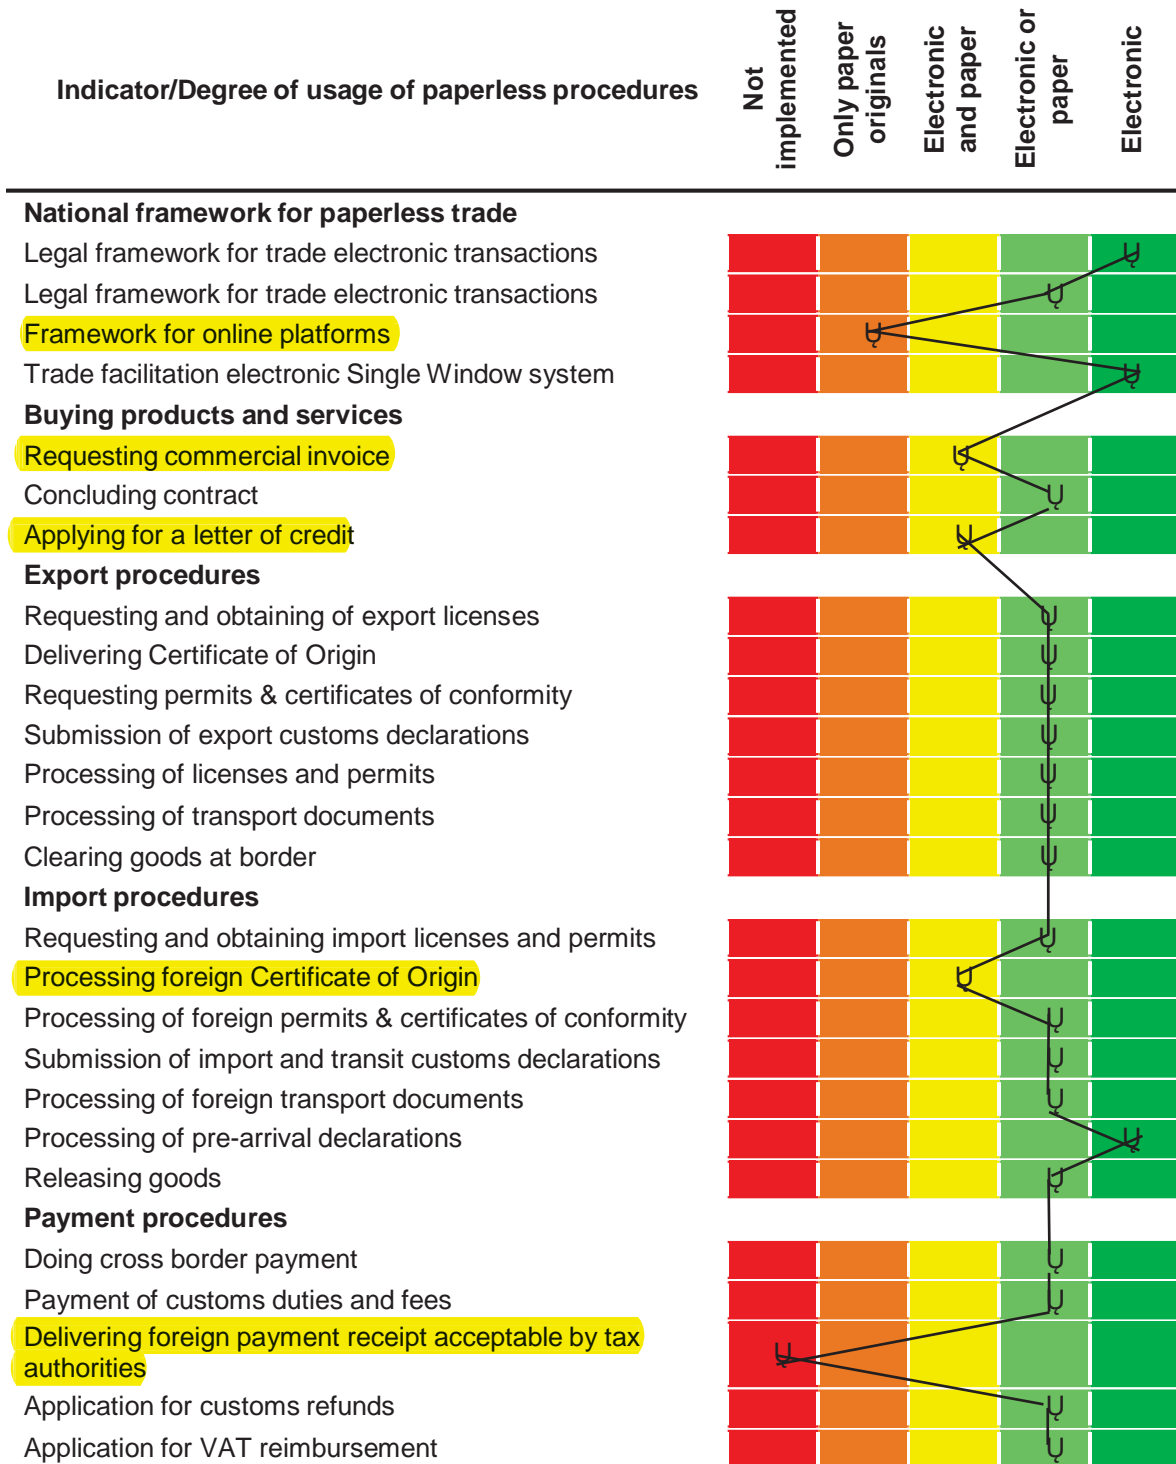 Indicator/Degree of usage of paperless procedures
Not
implemented
Only paper
originals
Electronic
and paper
Electronic or
paper
Electronic
National framework for paperless trade
Legal framework for trade electronic transactions
Ų
Legal framework for trade electronic transactions
Ų
Framework for online platforms
Ų
Trade facilitation electronic Single Window system
Ų
Buying products and services
Requesting commercial invoice
Ų
Concluding contract
Ų
Applying for a letter of credit
Ų
Export procedures
Requesting and obtaining of export licenses
Ų
Delivering Certificate of Origin
Ų
Requesting permits & certificates of conformity
Ų
Submission of export customs declarations
Ų
Processing of licenses and permits
Ų
Processing of transport documents
Ų
Clearing goods at border
Ų
Import procedures
Requesting and obtaining import licenses and permits
Ų
Processing foreign Certificate of Origin
Ų
Processing of foreign permits & certificates of conformity
Ų
Submission of import and transit customs declarations
Ų
Processing of foreign transport documents
Ų
Processing of pre-arrival declarations
Ų
Releasing goods
Ų
Payment procedures
Doing cross border payment
Ų
Payment of customs duties and fees
Ų
Delivering foreign payment receipt acceptable by tax
authorities
Ų
Application for customs refunds
Ų
Application for VAT reimbursement
Ų